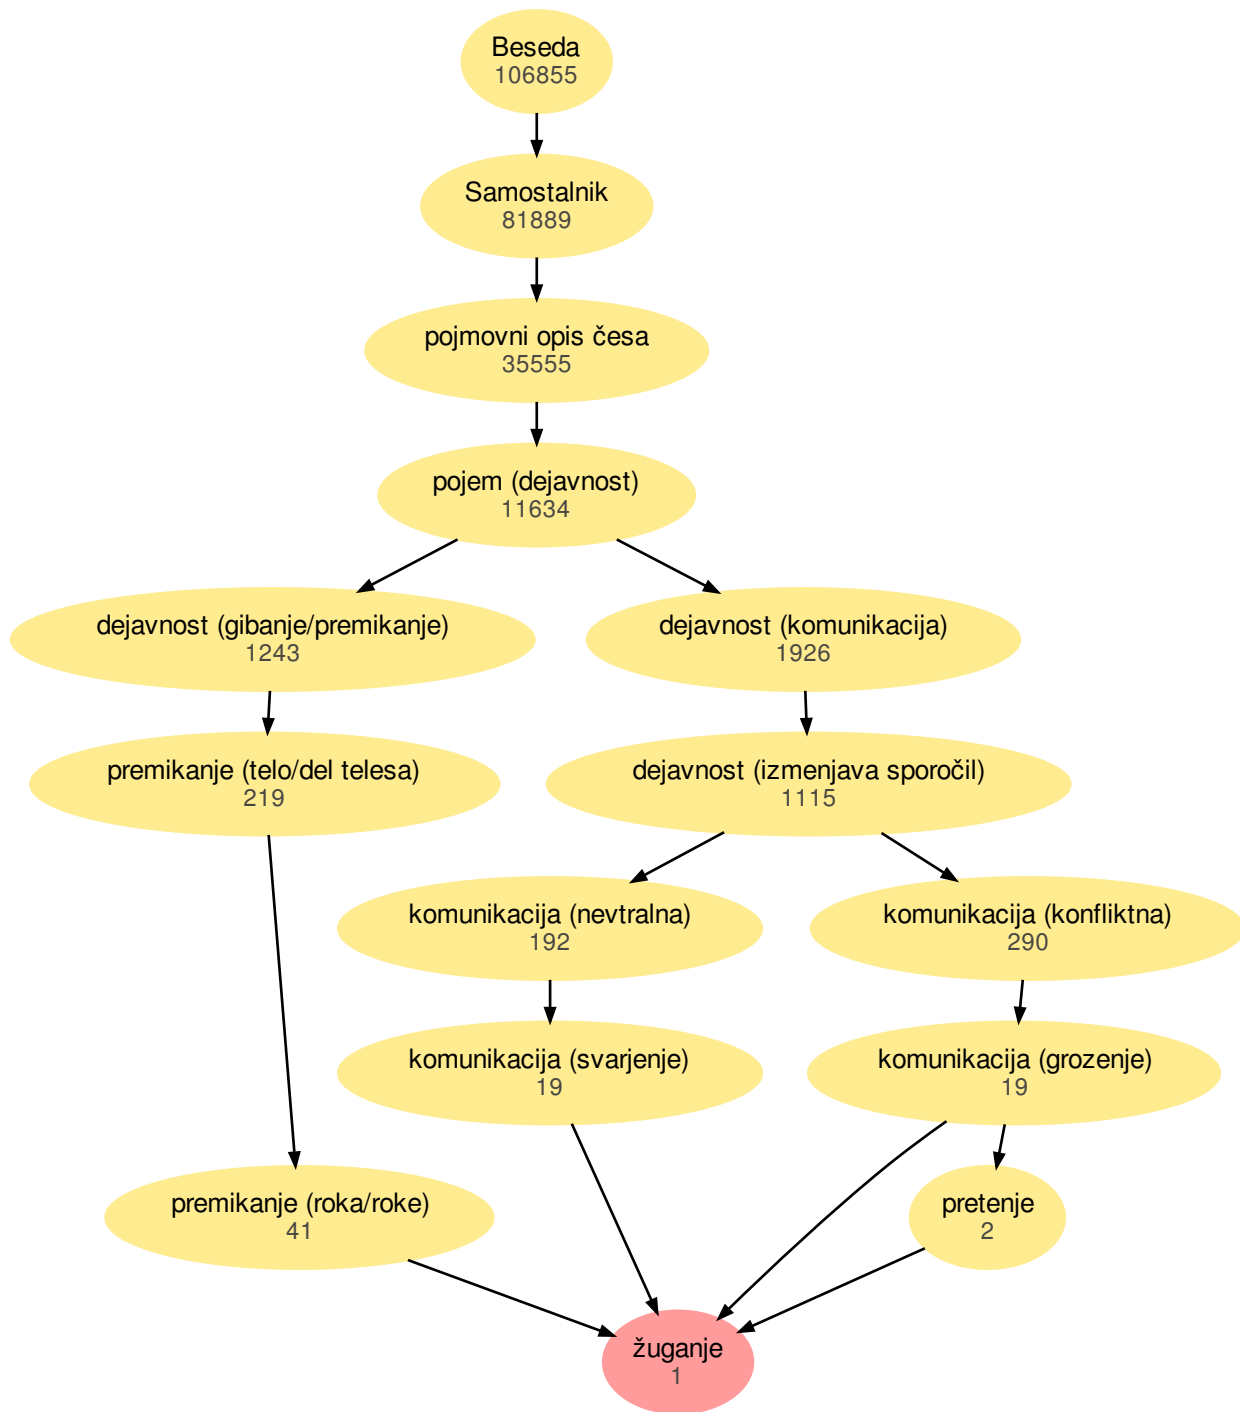 Beseda
106855
Samostalnik
81889
pojmovni opis česa
35555
pojem (dejavnost)
11634
dejavnost (gibanje/premikanje)
1243
dejavnost (komunikacija)
1926
premikanje (telo/del telesa)
219
dejavnost (izmenjava sporočil)
1115
komunikacija (nevtralna)
192
komunikacija (konfliktna)
290
komunikacija (svarjenje)
19
komunikacija (grozenje)
19
premikanje (roka/roke)
41
pretenje
2
žuganje
1